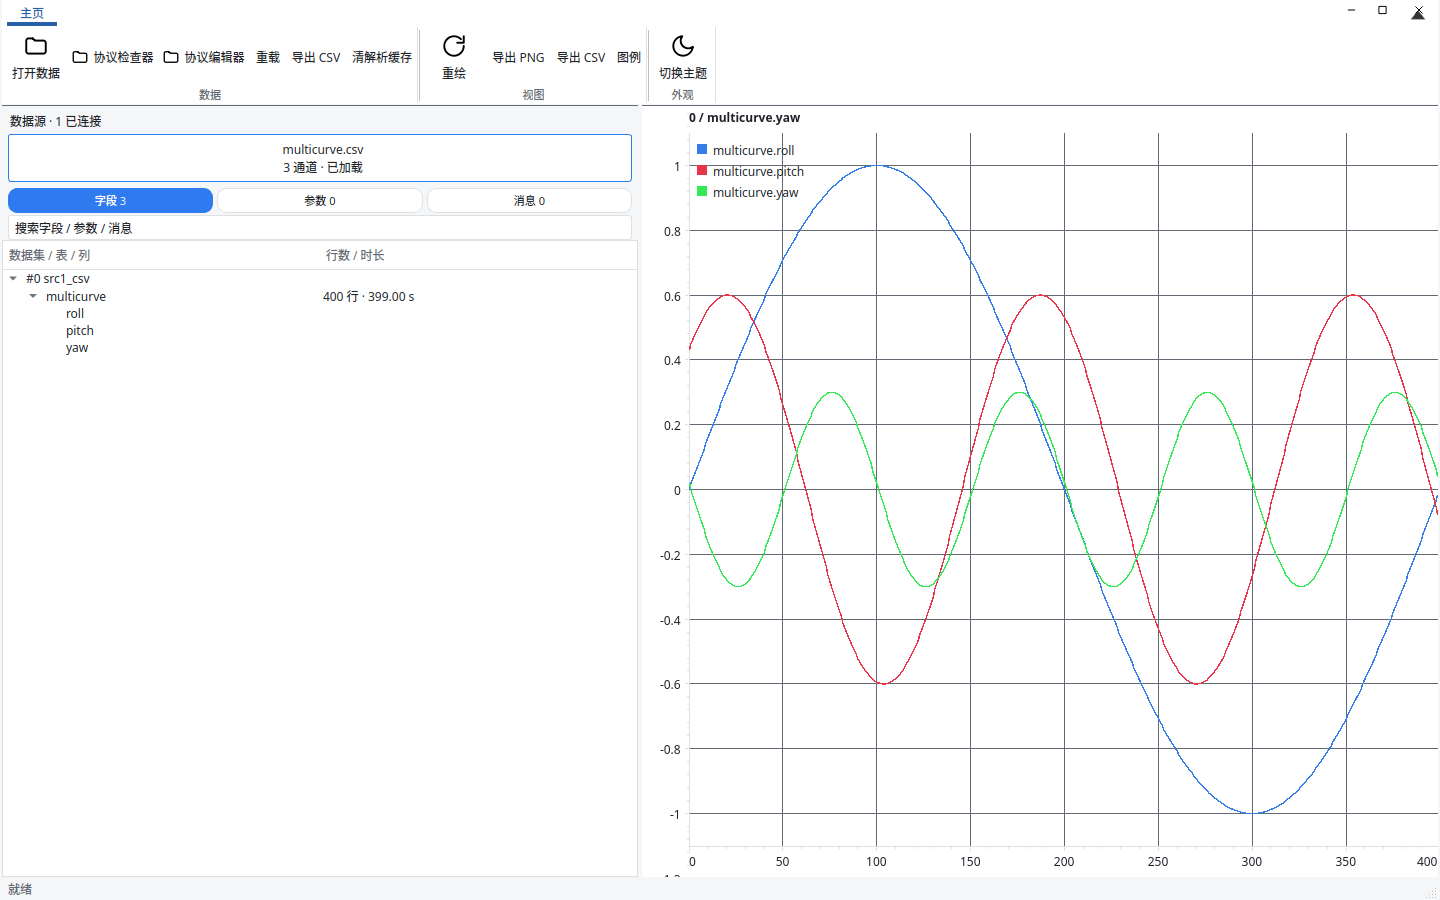 主页
打开数据
协议检查器
协议编辑器
重载
导出 CSV
清解析缓存
数据
重绘
导出 PNG
导出 CSV
图例
视图
切换主题
外观
数据源 · 1 已连接
multicurve.csv
3 通道 · 已加载
字段 3
参数 0
消息 0
搜索字段 / 参数 / 消息
数据集 / 表 / 列
行数 / 时长
#0 src1_csv
multicurve
400 行 · 399.00 s
roll
pitch
yaw
0 / multicurve.yaw
multicurve.roll
multicurve.pitch
multicurve.yaw
1
0.8
0.6
0.4
0.2
0
-0.2
-0.4
-0.6
-0.8
-1
0 50 100 150 200 250 300 350 400
就绪